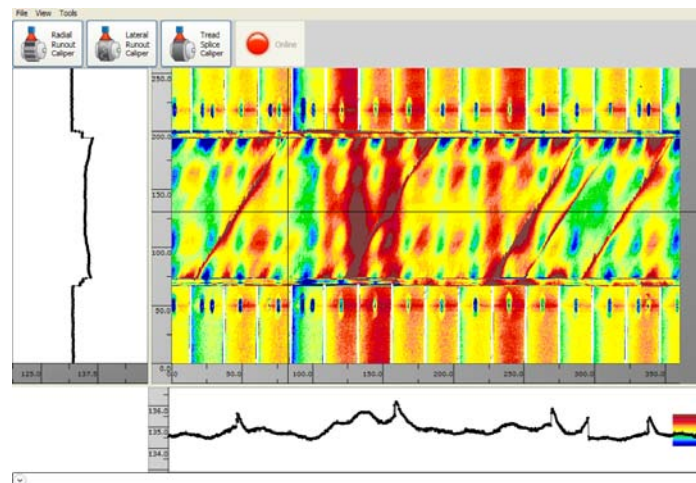 File View Tools
Radial
Runout
Caliper
Lateral
Runout
Caliper
Tread
Splice
Caliper
Online
250.0
200.0
150.0
100.0
50.0
0.0
125.0 137.5
0.0 50.0 100.0 150.0 200.0 250.0 300.0 350.0
136.0
135.0
134.0